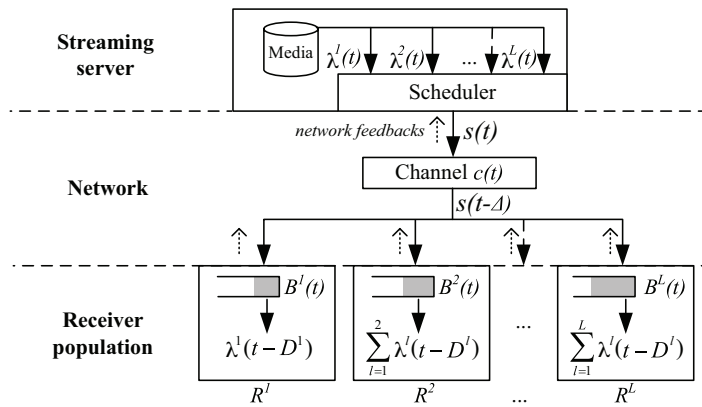 Streaming server
Media
λ¹(t) λ²(t) ... λᴸ(t)
Scheduler
network feedbacks
s(t)
Network
Channel c(t)
s(t-Δ)
Receiver population
B¹(t) B²(t) Bᴸ(t)
λ¹(t − D¹) ∑_{l=1}^{2} λˡ(t − Dˡ) ... ∑_{l=1}^{L} λˡ(t − Dˡ)
R¹ R² ... Rᴸ